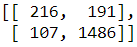 [[ 216,  191],
 [ 107, 1486]]